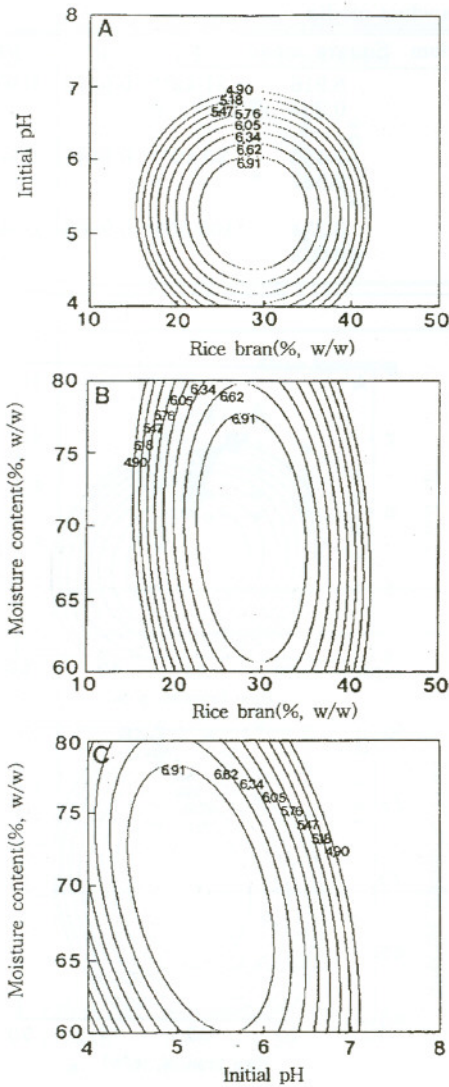 8
A
7
4.90
5.18
5.47 5.76
6.05
6.34
6.62
6.91
6
5
4
Initial pH
10 20 30 40 50
Rice bran(%, w/w)
80
B
6.34
6.05 6.62
5.76 6.91
5.47
5.18
4.90
75
70
65
60
Moisture content(%, w/w)
10 20 30 40 50
Rice bran(%, w/w)
80
C
6.91 6.62
6.34
6.05
5.76
5.47
5.18
4.90
75
70
65
60
Moisture content(%, w/w)
4 5 6 7 8
Initial pH